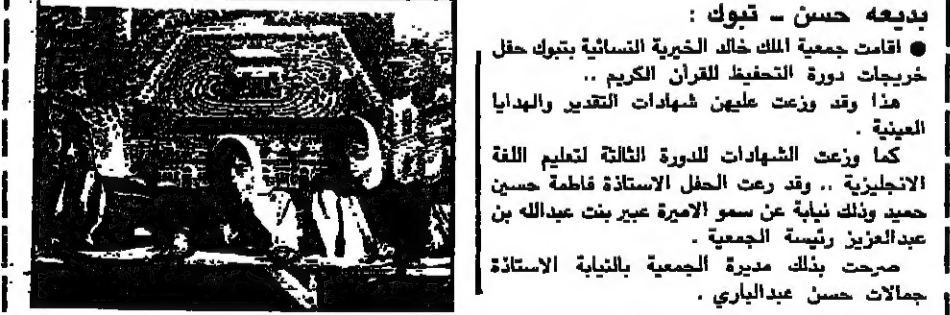 بديعه حسن - تبوك :
● اقامت جمعية الملك خالد الخيرية النسائية بتبوك حفل
خريجات دورة التحفيظ للقرآن الكريم ..
هذا وقد وزعت عليهن شهادات التقدير والهدايا
العينية .
كما وزعت الشهادات للدورة الثالثة لتعليم اللغة
الانجليزية .. وقد رعت الحفل الاستاذة فاطمة حسين
حميد وذلك نيابة عن سمو الاميرة عبير بنت عبدالله بن
عبدالعزيز رئيسة الجمعية .
صرحت بذلك مديرة الجمعية بالنيابة الاستاذة
جمالات حسن عبدالباري .